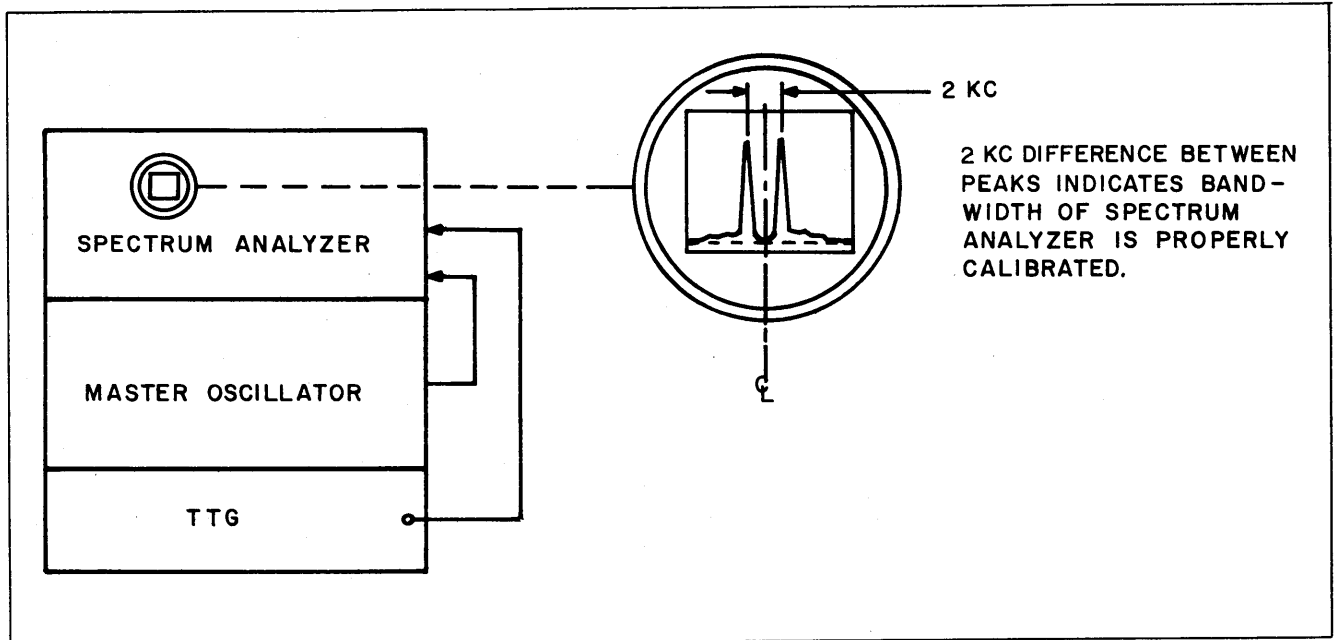 2 KC
2 KC DIFFERENCE BETWEEN
PEAKS INDICATES BAND-
WIDTH OF SPECTRUM
ANALYZER IS PROPERLY
CALIBRATED.
SPECTRUM ANALYZER
MASTER OSCILLATOR
TTG
℄